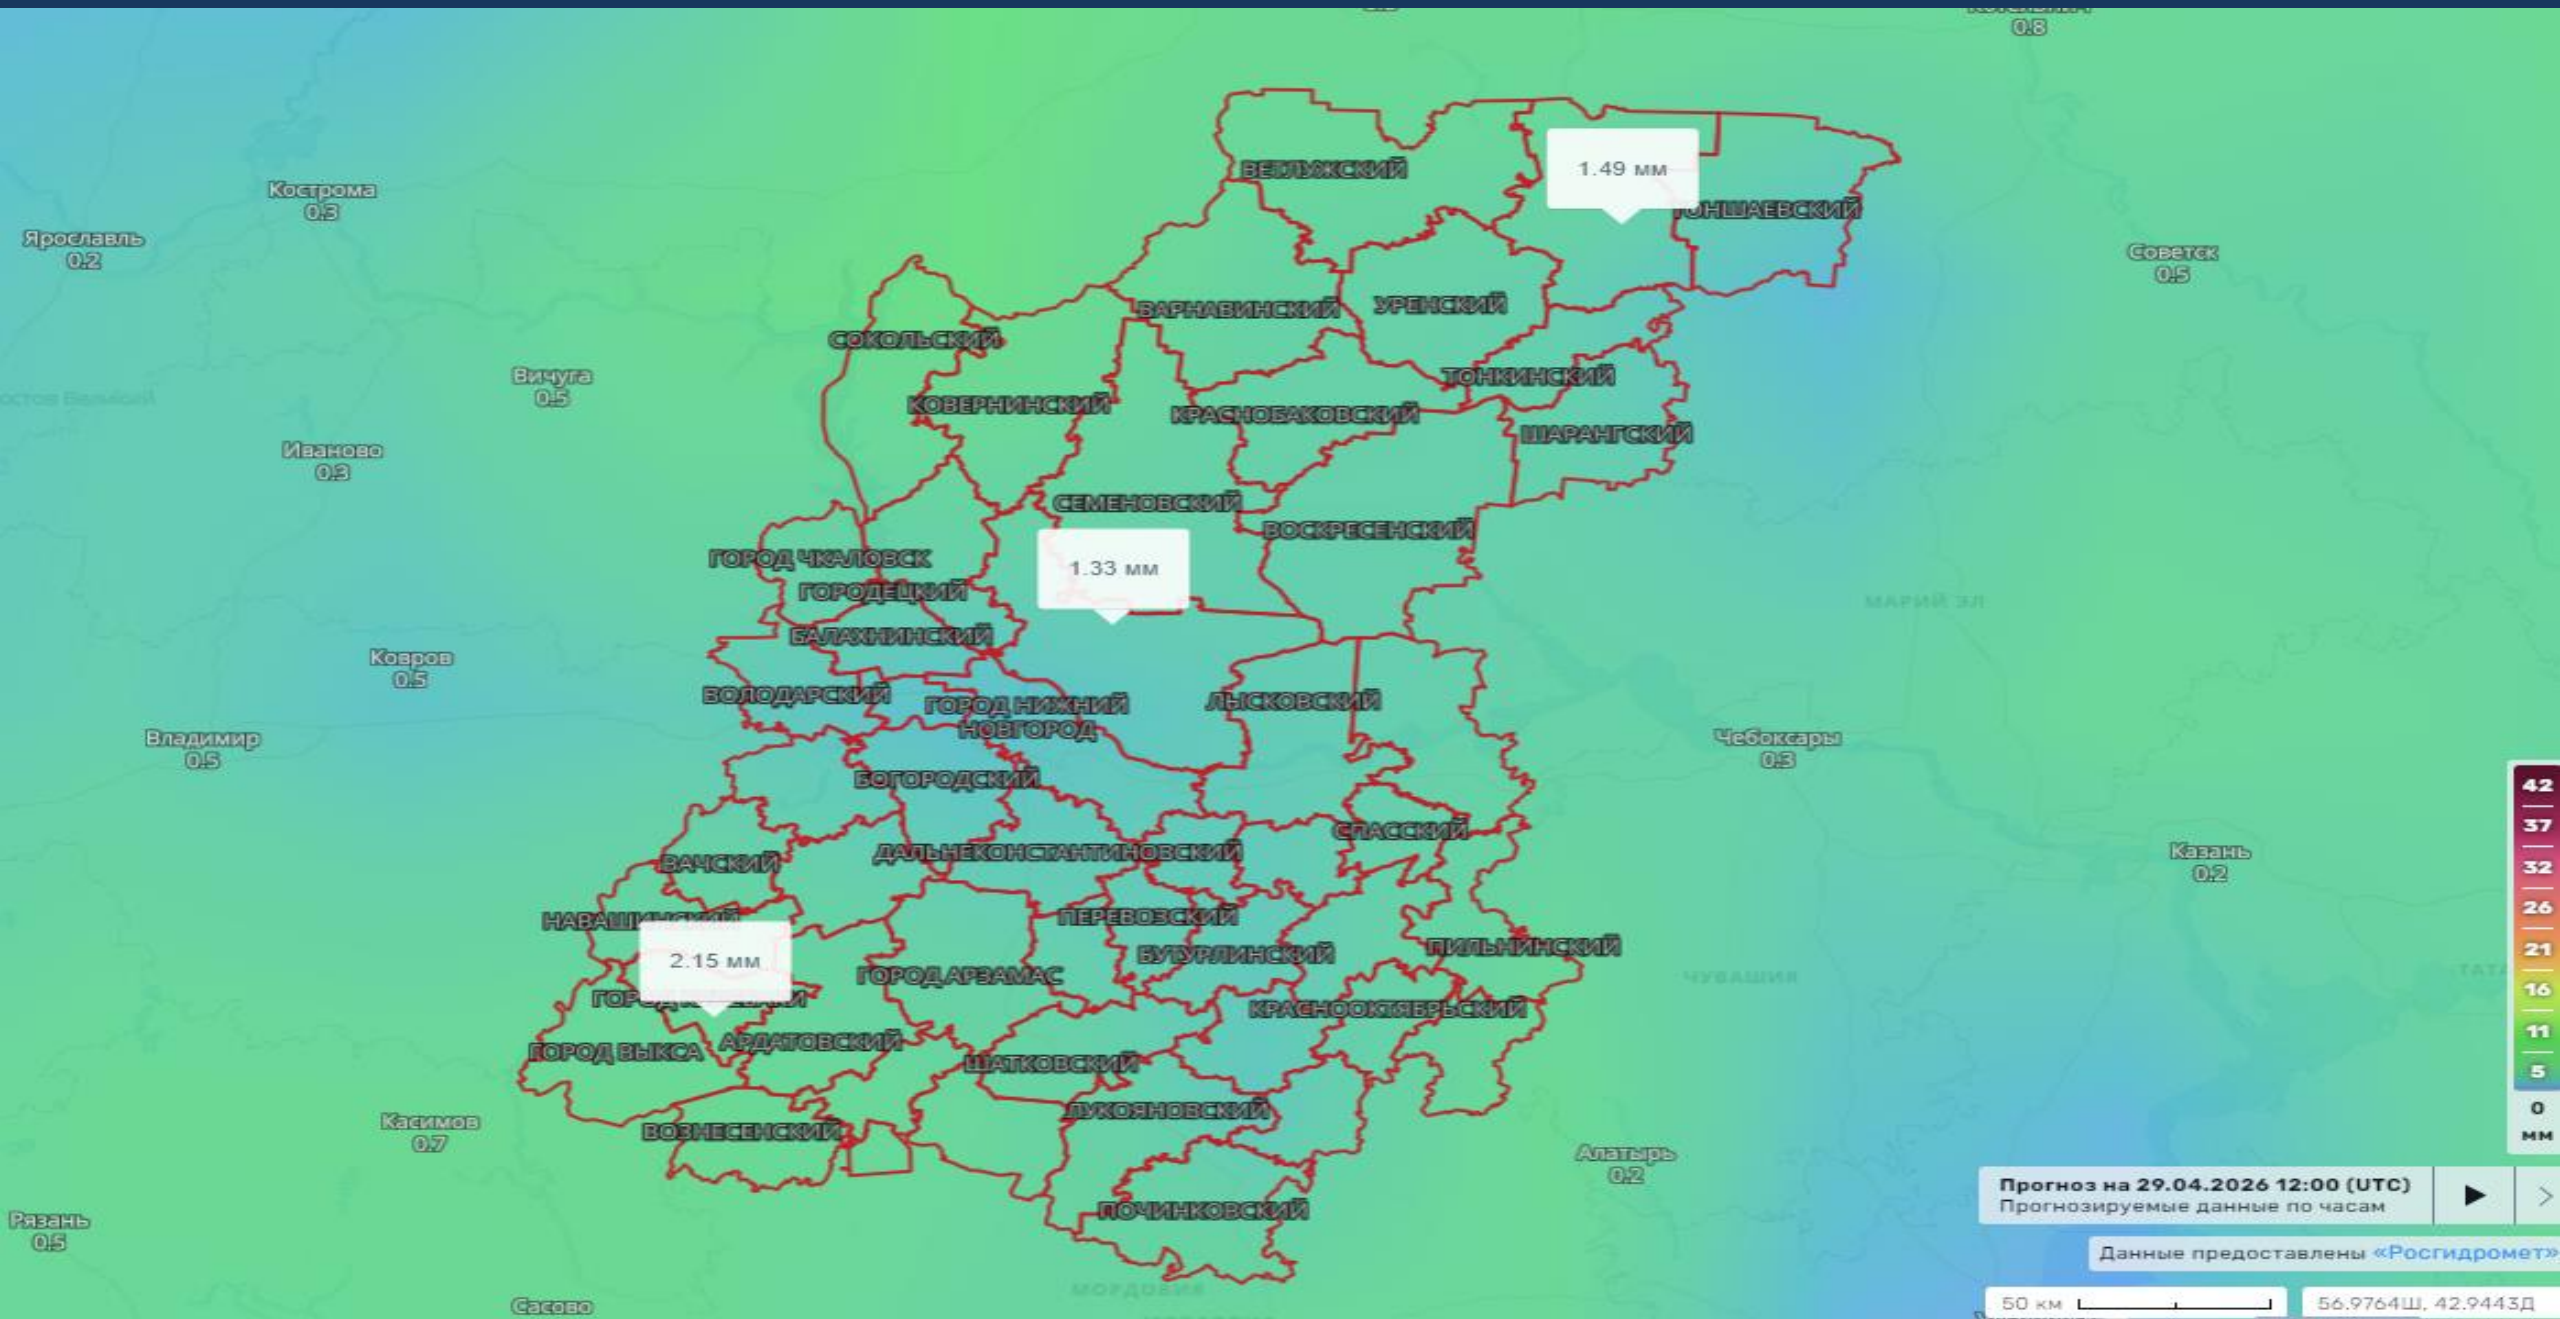 0.8
ВЕТЛУЖСКИЙ
1.49 мм
Кострома
0.3
ТОНШАЕВСКИЙ
Ярославль
0.2
Советск
0.5
ВАРНАВИНСКИЙ
УРЕНСКИЙ
СОКОЛЬСКИЙ
Вичуга
0.5
ТОНКИНСКИЙ
КОВЕРНИНСКИЙ
КРАСНОБАКОВСКИЙ
ШАРАНГСКИЙ
Иваново
0.3
СЕМЕНОВСКИЙ
ВОСКРЕСЕНСКИЙ
ГОРОД ЧКАЛОВСК
1.33 мм
ГОРОДЕЦКИЙ
МАРИЙ ЭЛ
БАЛАХНИНСКИЙ
Ковров
0.5
ВОЛОДАРСКИЙ
ГОРОД НИЖНИЙ
НОВГОРОД
ЛЫСКОВСКИЙ
Владимир
0.5
Чебоксары
0.3
БОГОРОДСКИЙ
42
37
СПАССКИЙ
ВАЧСКИЙ
ДАЛЬНЕКОНСТАНТИНОВСКИЙ
Казань
0.2
32
26
НАВАШИНСКИЙ
ПЕРЕВОЗСКИЙ
2.15 мм
БУТУРЛИНСКИЙ
ПИЛЬНИНСКИЙ
21
ГОРОД АРЗАМАС
ЧУВАШИЯ
16
ГОРОД
КРАСНООКТЯБРЬСКИЙ
11
ГОРОД ВЫКСА
АРДАТОВСКИЙ
ШАТКОВСКИЙ
5
0
мм
Касимов
0.7
ВОЗНЕСЕНСКИЙ
ЛУКОЯНОВСКИЙ
Алатырь
0.2
Прогноз на 29.04.2026 12:00 (UTC)
Прогнозируемые данные по часам
Рязань
0.5
ПОЧИНКОВСКИЙ
Данные предоставлены «Росгидромет»
МОРДОВИЯ
Сасово
50 км
56.9764Ш, 42.9443Д